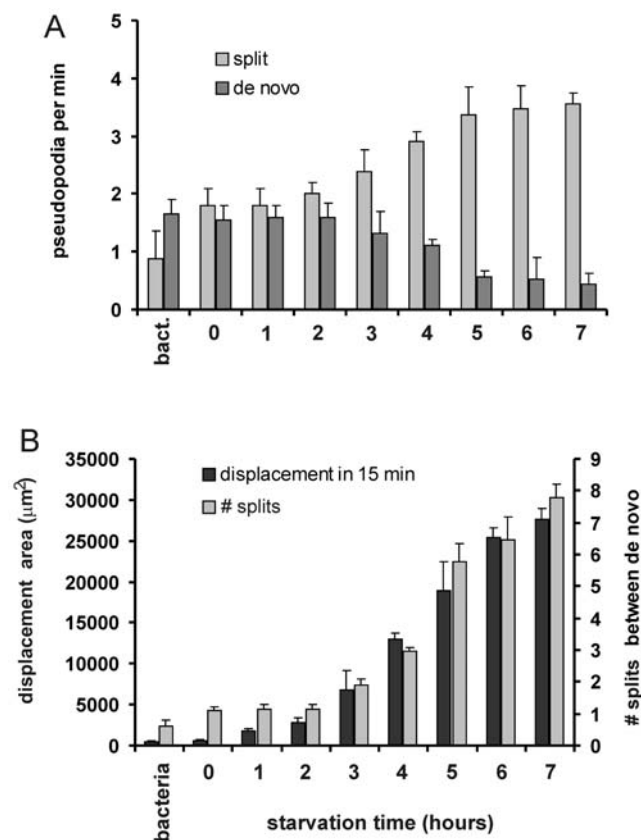 A
5
4
3
2
1
0
pseudopodia per min
split
de novo
bact. 0 1 2 3 4 5 6 7
B
35000
30000
25000
20000
15000
10000
5000
0
displacement area (μm²)
displacement in 15 min
# splits
9
8
7
6
5
4
3
2
1
0
# splits between de novo
bacteria 0 1 2 3 4 5 6 7
starvation time (hours)